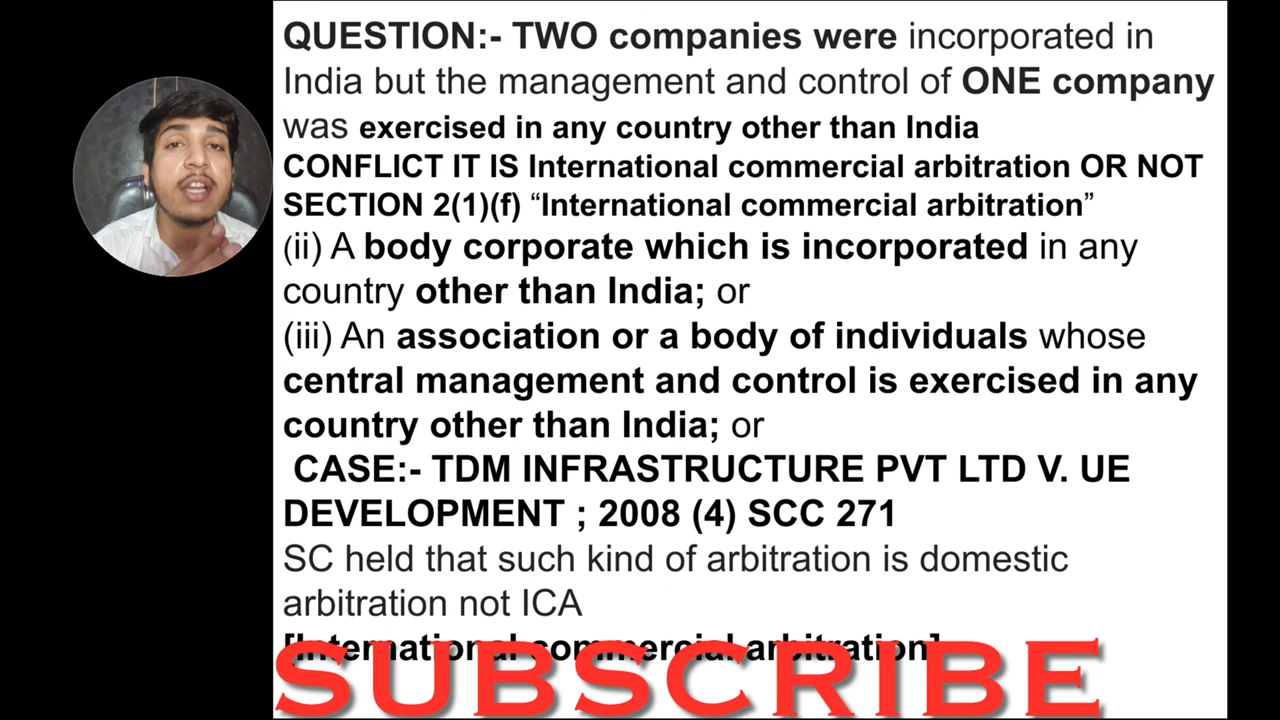 QUESTION:- TWO companies were incorporated in
India but the management and control of ONE company
was exercised in any country other than India
CONFLICT IT IS International commercial arbitration OR NOT
SECTION 2(1)(f) “International commercial arbitration”
(ii) A body corporate which is incorporated in any
country other than India; or
(iii) An association or a body of individuals whose
central management and control is exercised in any
country other than India; or
CASE:- TDM INFRASTRUCTURE PVT LTD V. UE
DEVELOPMENT ; 2008 (4) SCC 271
SC held that such kind of arbitration is domestic
arbitration not ICA
[International commercial arbitration]
SUBSCRIBE